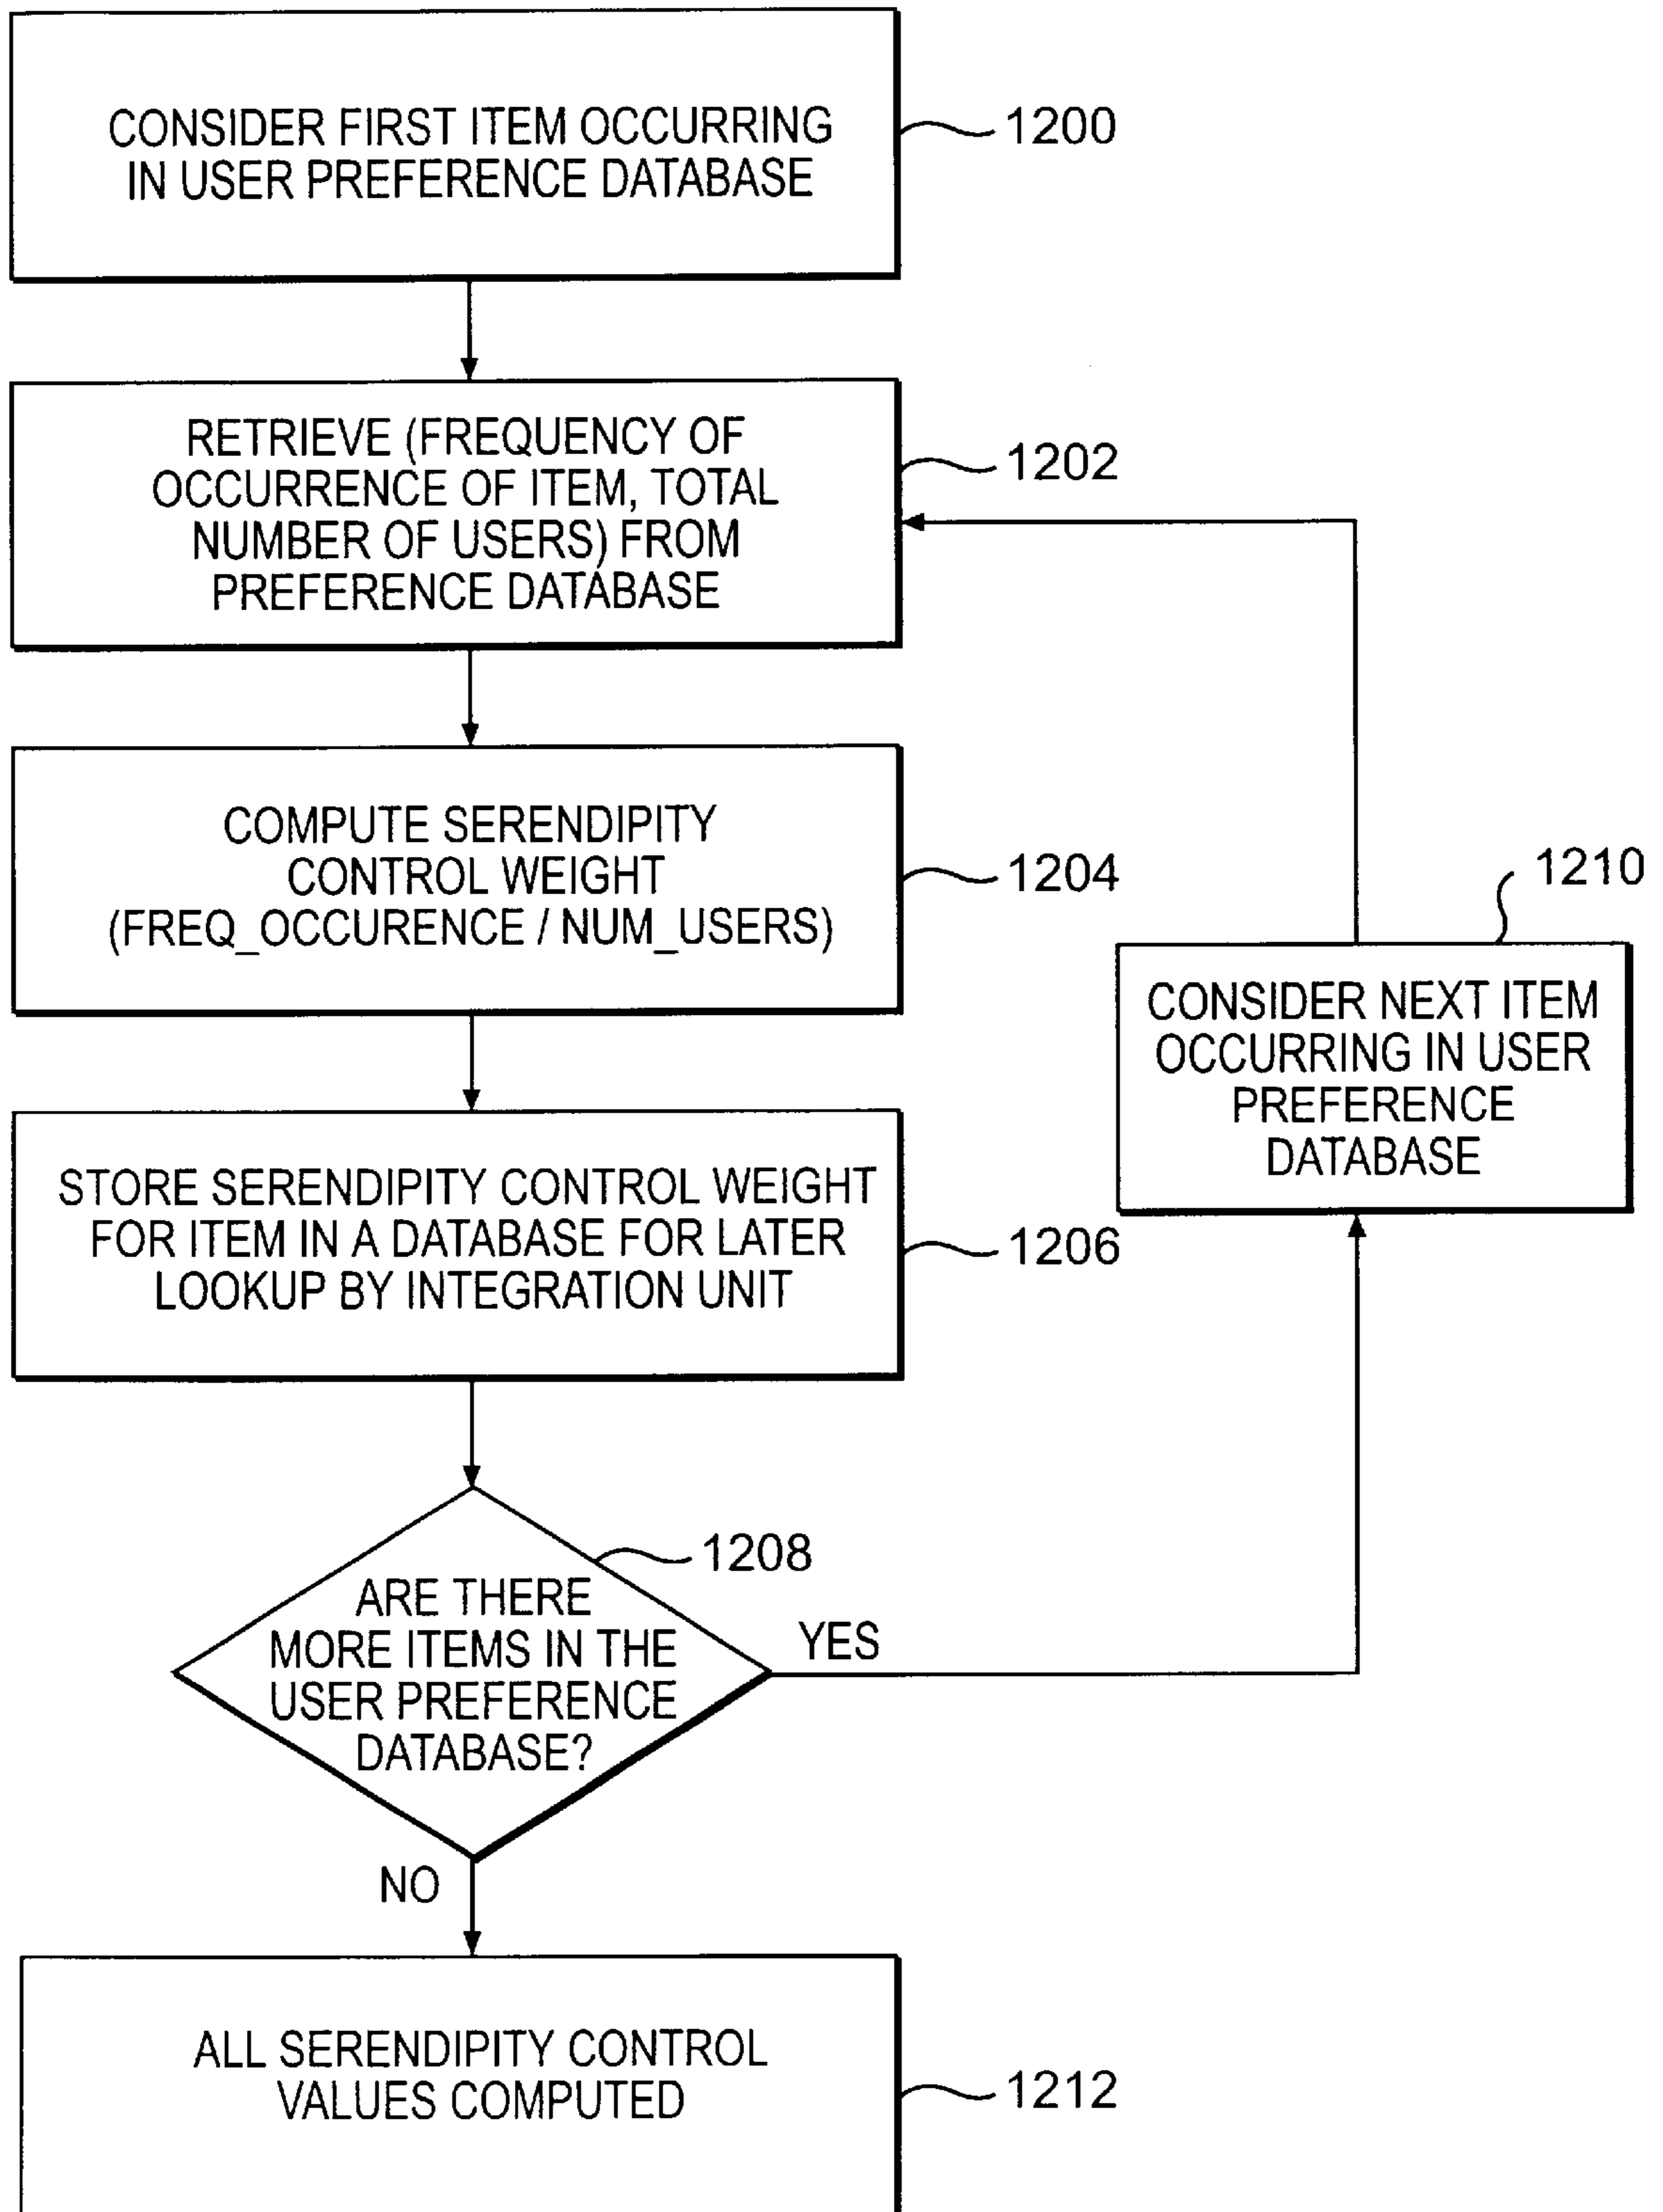 CONSIDER FIRST ITEM OCCURRING
IN USER PREFERENCE DATABASE
1200
RETRIEVE (FREQUENCY OF
OCCURRENCE OF ITEM, TOTAL
NUMBER OF USERS) FROM
PREFERENCE DATABASE
1202
COMPUTE SERENDIPITY
CONTROL WEIGHT
(FREQ_OCCURENCE / NUM_USERS)
1204
1210
CONSIDER NEXT ITEM
OCCURRING IN USER
PREFERENCE
DATABASE
STORE SERENDIPITY CONTROL WEIGHT
FOR ITEM IN A DATABASE FOR LATER
LOOKUP BY INTEGRATION UNIT
1206
1208
ARE THERE
MORE ITEMS IN THE
USER PREFERENCE
DATABASE?
YES
NO
ALL SERENDIPITY CONTROL
VALUES COMPUTED
1212